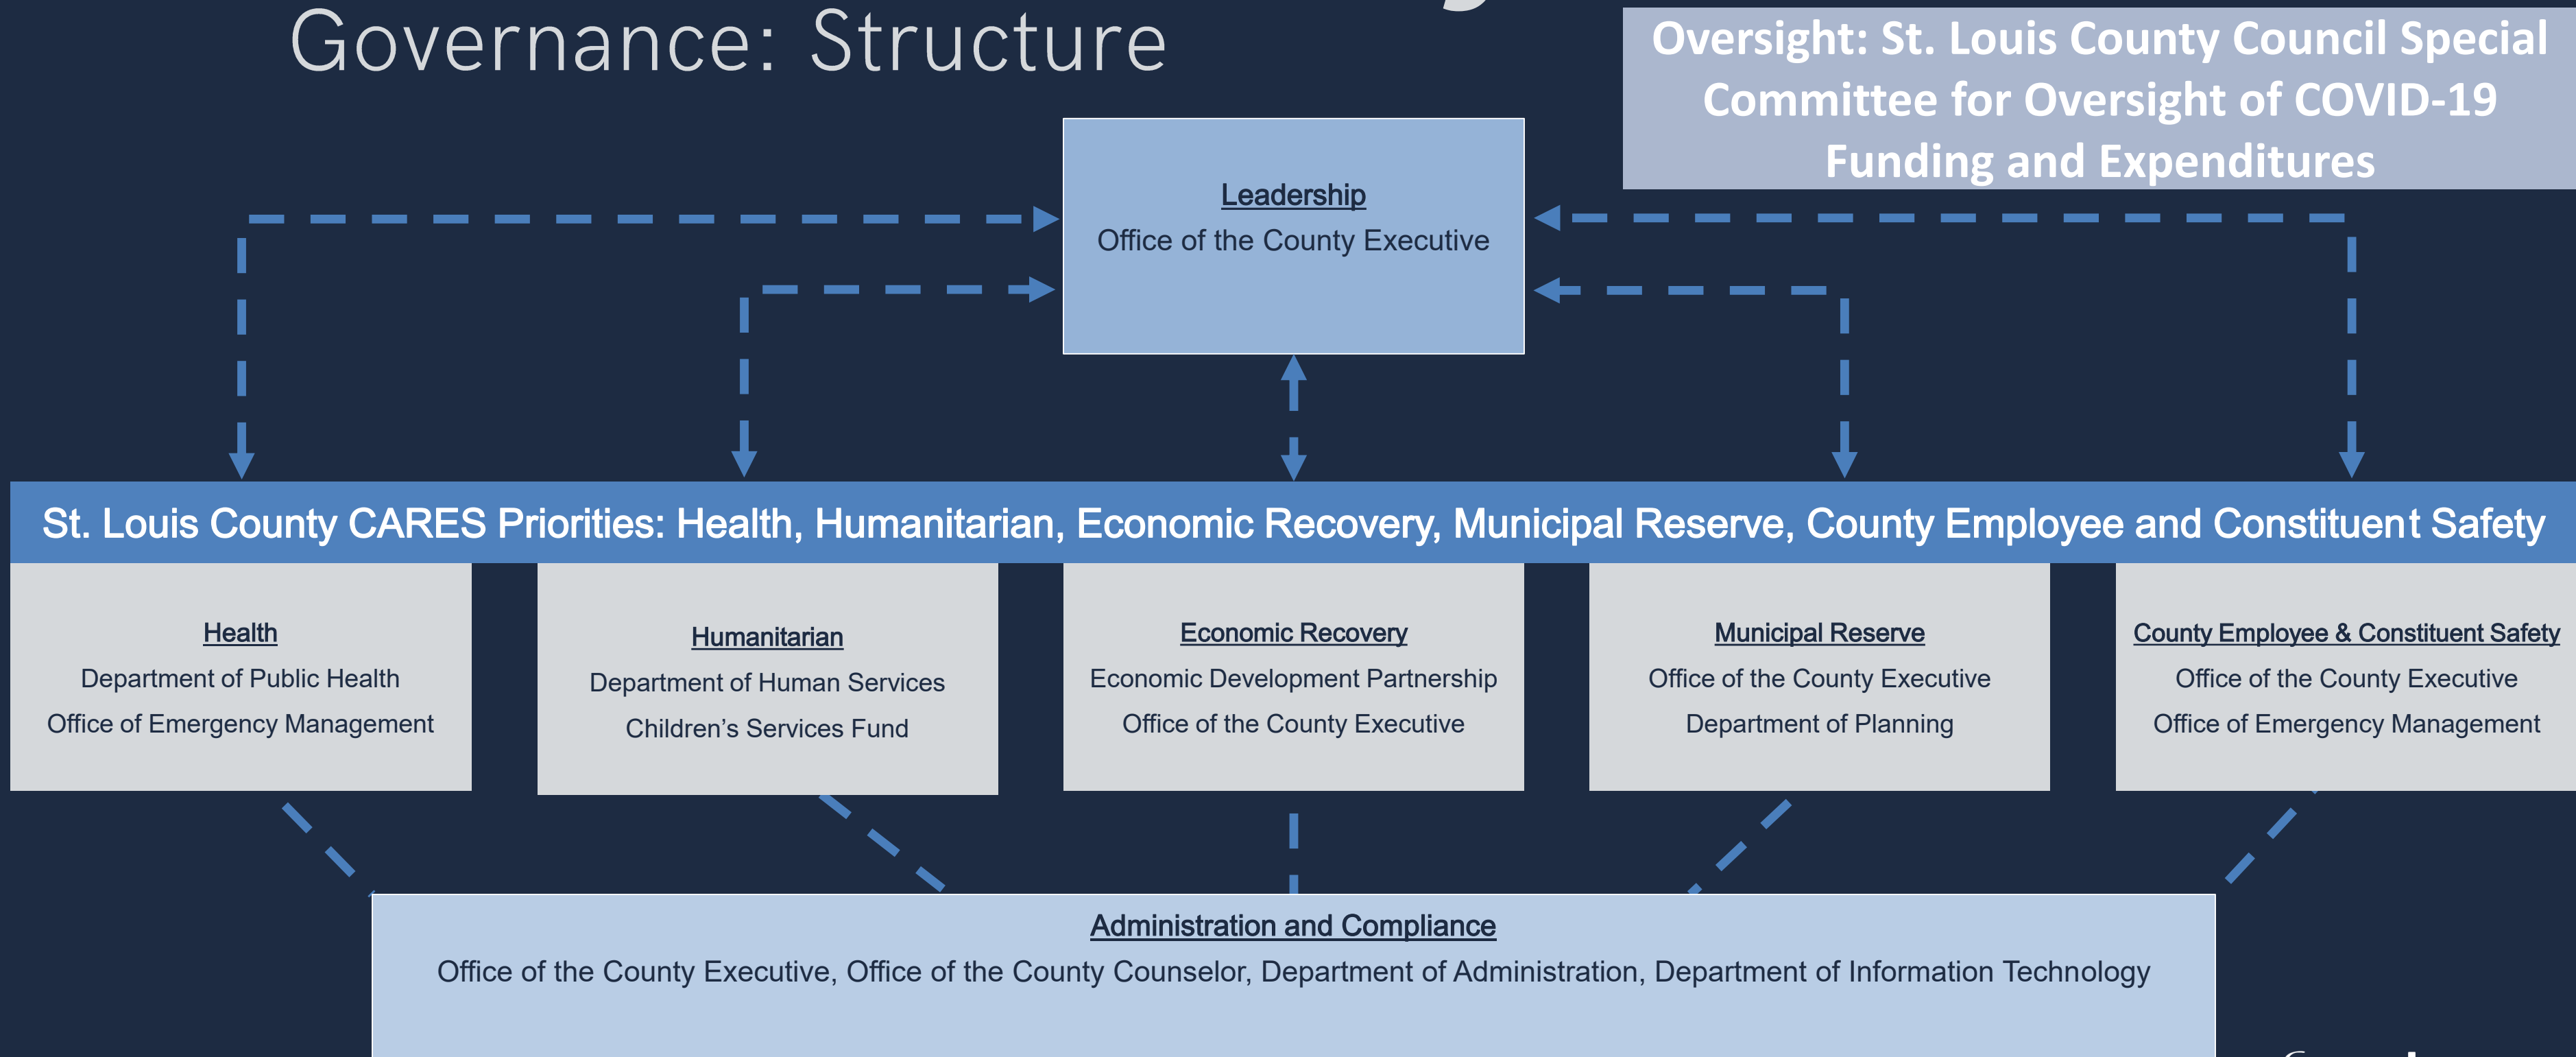 Governance: Structure
Oversight: St. Louis County Council Special
Committee for Oversight of COVID-19
Funding and Expenditures
Leadership
Office of the County Executive
St. Louis County CARES Priorities: Health, Humanitarian, Economic Recovery, Municipal Reserve, County Employee and Constituent Safety
Health
Department of Public Health
Office of Emergency Management
Humanitarian
Department of Human Services
Children’s Services Fund
Economic Recovery
Economic Development Partnership
Office of the County Executive
Municipal Reserve
Office of the County Executive
Department of Planning
County Employee & Constituent Safety
Office of the County Executive
Office of Emergency Management
Administration and Compliance
Office of the County Executive, Office of the County Counselor, Department of Administration, Department of Information Technology